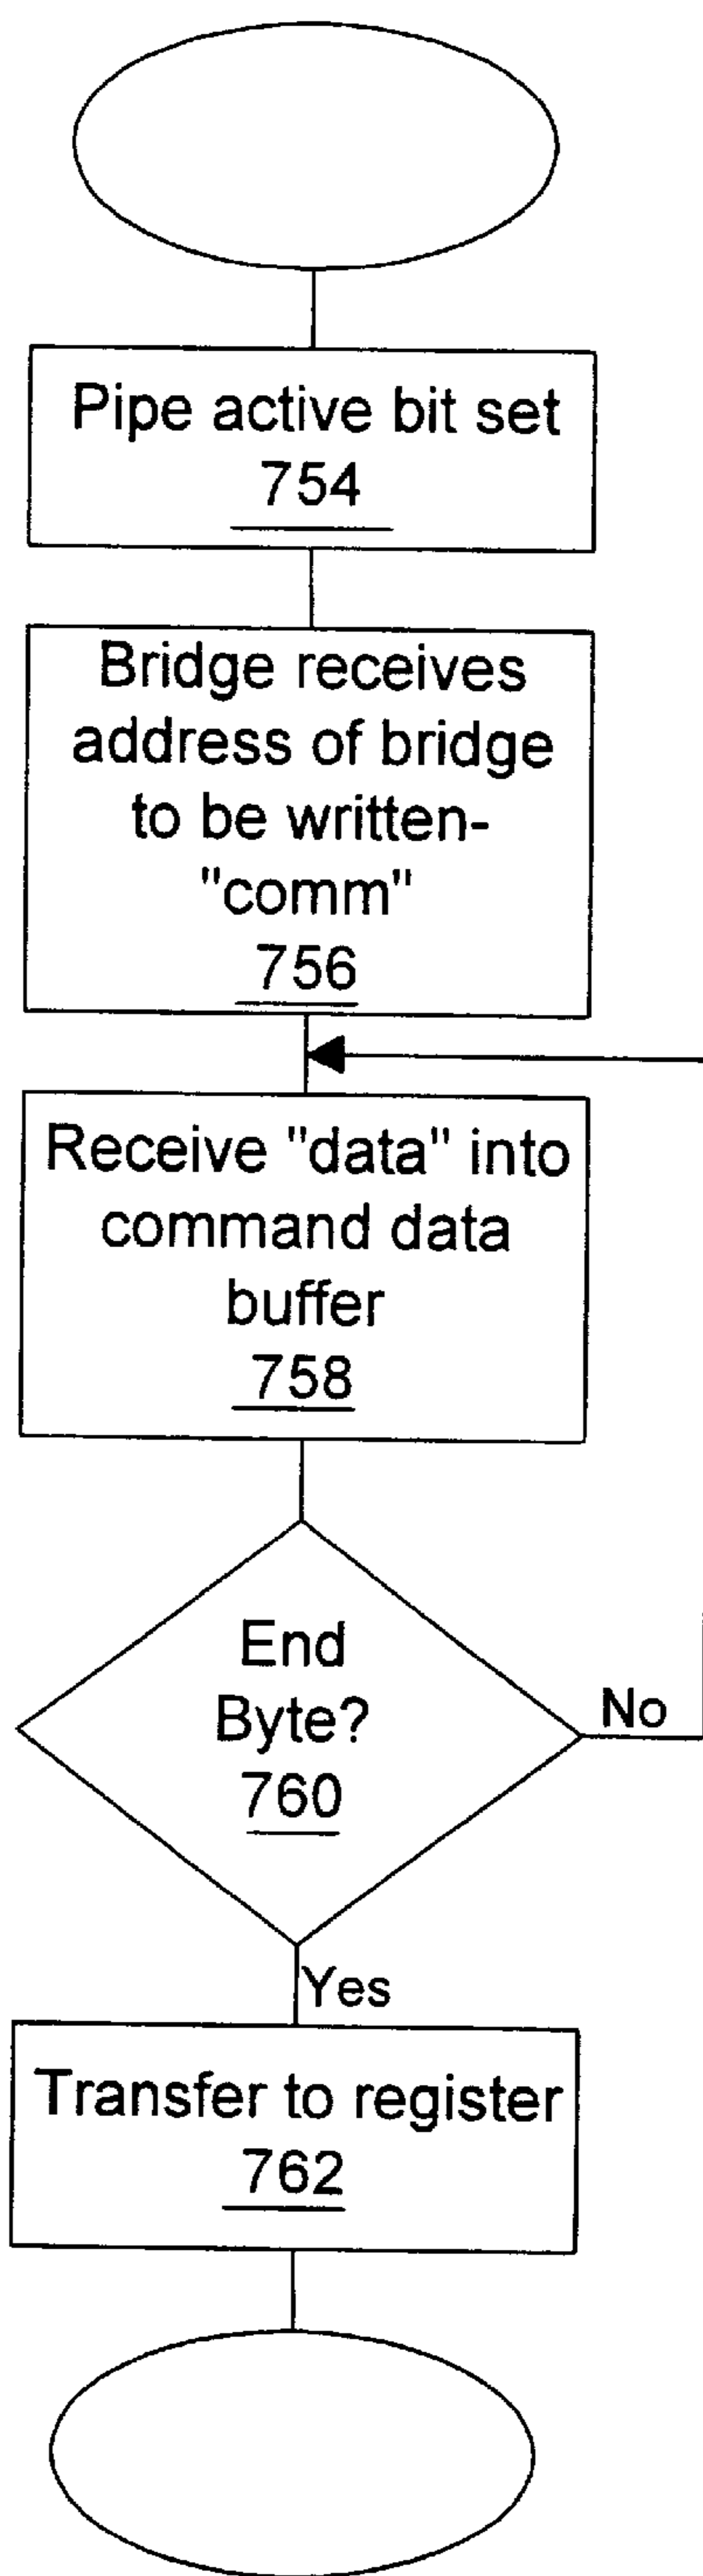 Pipe active bit set
754
Bridge receives
address of bridge
to be written-
"comm"
756
Receive "data" into
command data
buffer
758
End
Byte?
760
No
Yes
Transfer to register
762